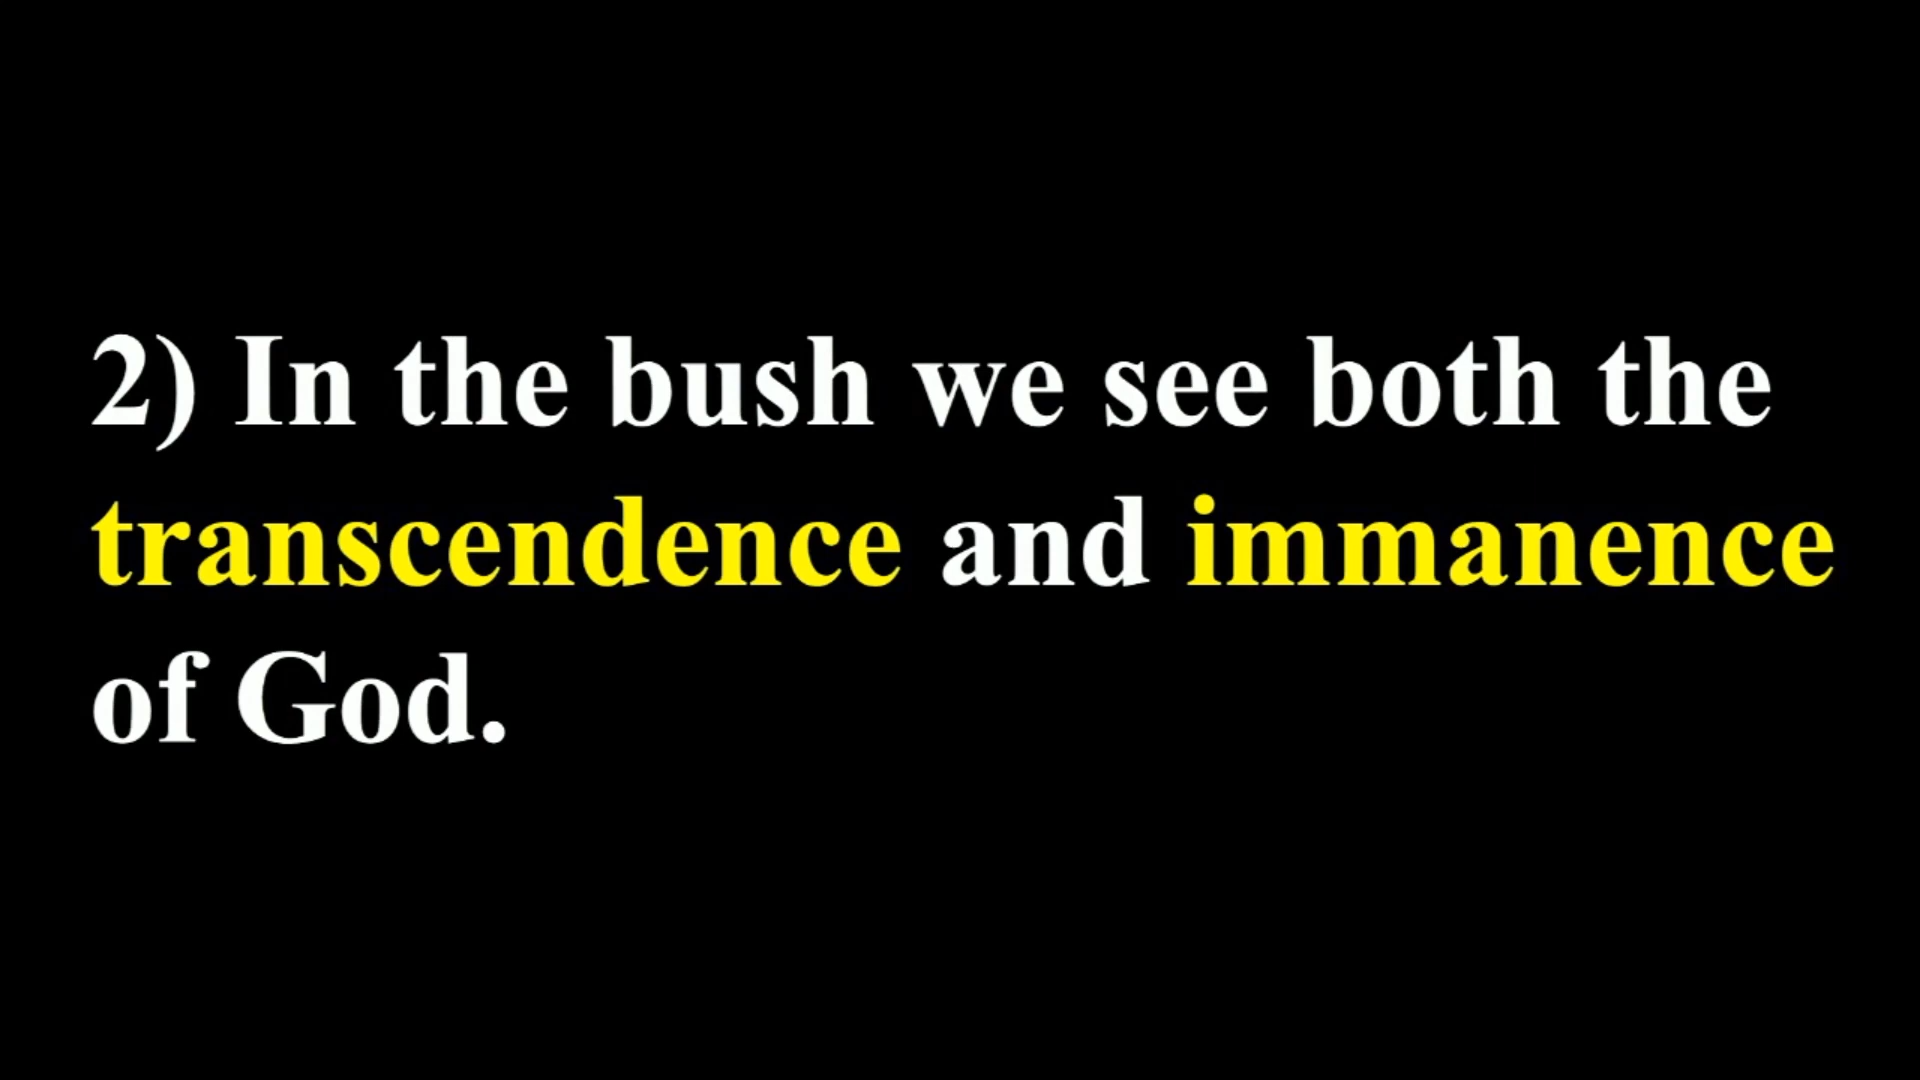 2) In the bush we see both the
transcendence and immanence
of God.